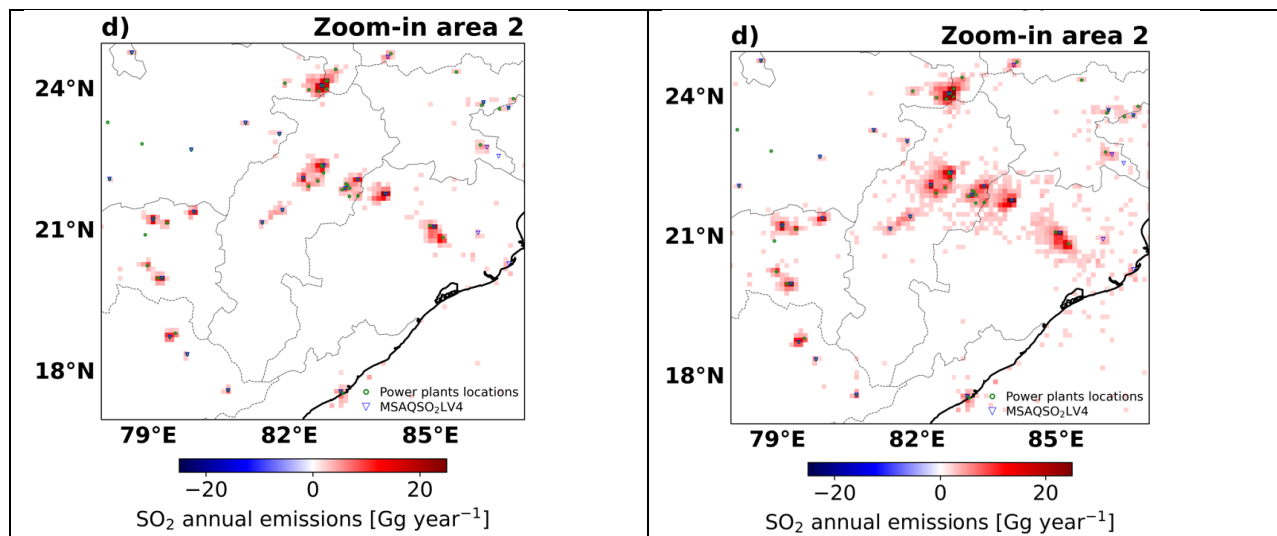 d) Zoom-in area 2
24°N
21°N
18°N
Power plants locations
MSAQSO₂LV4
79°E 82°E 85°E
−20 0 20
SO₂ annual emissions [Gg year⁻¹]
d) Zoom-in area 2
24°N
21°N
18°N
Power plants locations
MSAQSO₂LV4
79°E 82°E 85°E
−20 0 20
SO₂ annual emissions [Gg year⁻¹]